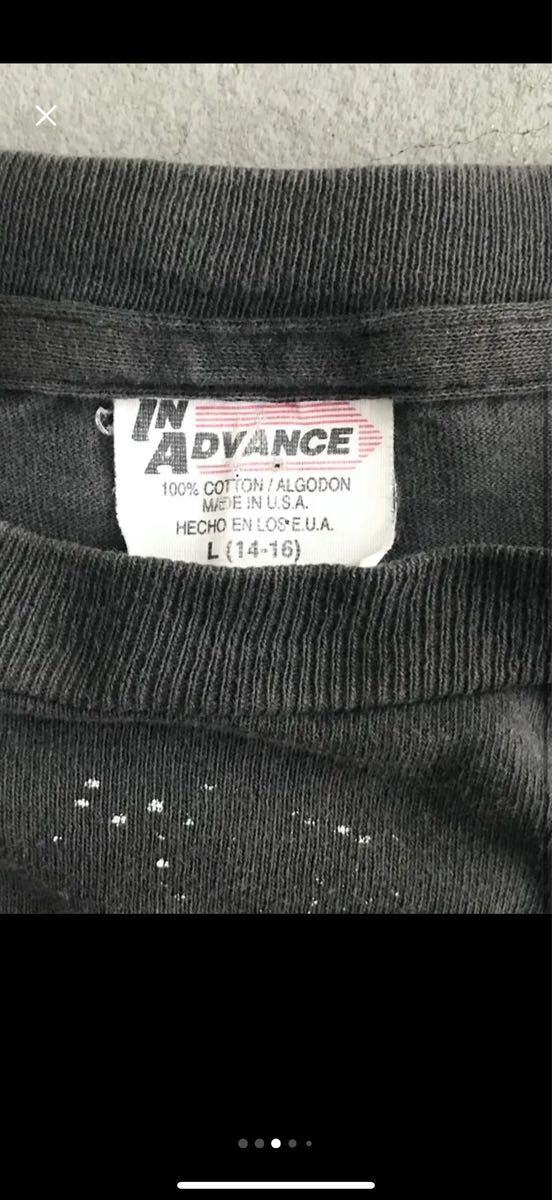 IN
ADVANCE
100% COTTON / ALGODON
MADE IN U.S.A.
HECHO EN LOS E.U.A.
L (14-16)